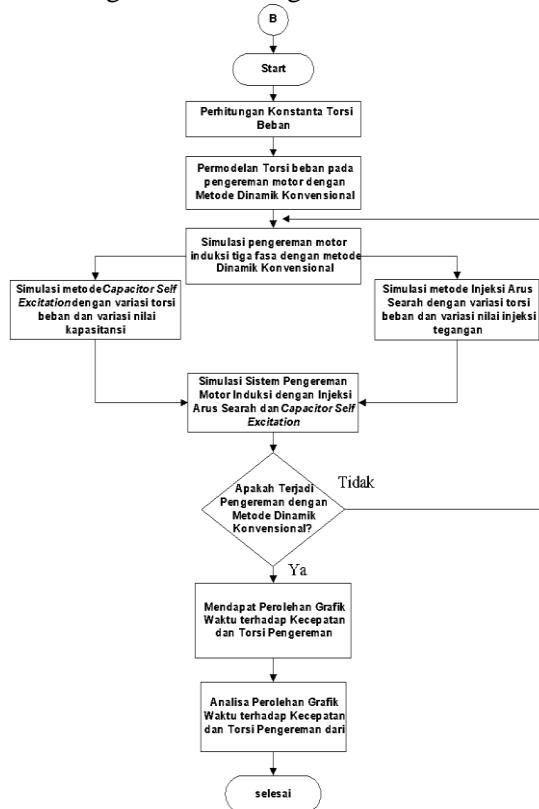 B
Start
Perhitungan Konstanta Torsi
Beban
Permodelan Torsi beban pada
pengereman motor dengan
Metode Dinamik Konvensional
Simulasi pengereman motor
induksi tiga fasa dengan metode
Dinamik Konvensional
Simulasi metode Capacitor Self
Excitation dengan variasi torsi
beban dan variasi nilai
kapasitansi
Simulasi metode Injeksi Arus
Searah dengan variasi torsi
beban dan variasi nilai injeksi
tegangan
Simulasi Sistem Pengereman
Motor Induksi dengan Injeksi
Arus Searah dan Capacitor Self
Excitation
Apakah Terjadi
Pengereman dengan
Metode Dinamik
Konvensional?
Tidak
Ya
Mendapat Perolehan Grafik
Waktu terhadap Kecepatan
dan Torsi Pengereman
Analisa Perolehan Grafik
Waktu terhadap Kecepatan
dan Torsi Pengereman dari
selesai